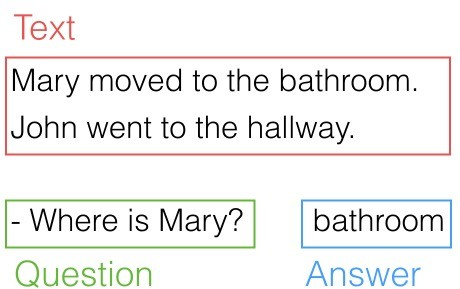 Text
Mary moved to the bathroom.
John went to the hallway.
- Where is Mary? bathroom
Question Answer